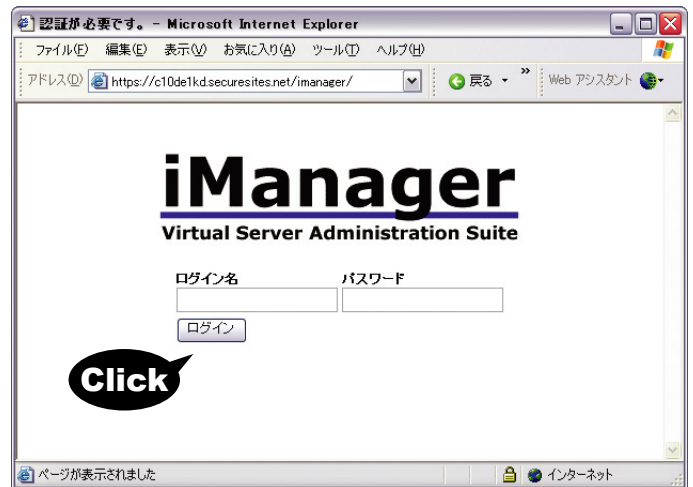 認証が必要です。 - Microsoft Internet Explorer
ファイル(F) 編集(E) 表示(V) お気に入り(A) ツール(T) ヘルプ(H)
アドレス(D) https://c10de1kd.securesites.net/imanager/ 戻る » Web アシスタント
iManager
Virtual Server Administration Suite
ログイン名 パスワード
ログイン
Click
ページが表示されました インターネット